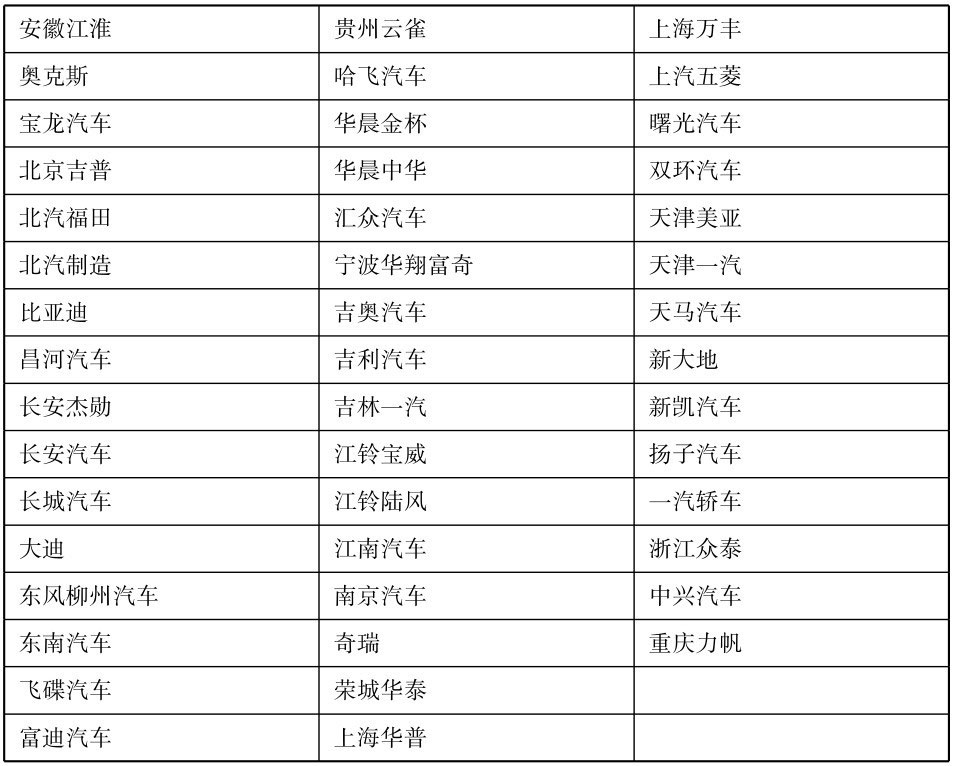 安徽江淮 贵州云雀 上海万丰
奥克斯 哈飞汽车 上汽五菱
宝龙汽车 华晨金杯 曙光汽车
北京吉普 华晨中华 双环汽车
北汽福田 汇众汽车 天津美亚
北汽制造 宁波华翔富奇 天津一汽
比亚迪 吉奥汽车 天马汽车
昌河汽车 吉利汽车 新大地
长安杰勋 吉林一汽 新凯汽车
长安汽车 江铃宝威 扬子汽车
长城汽车 江铃陆风 一汽轿车
大迪 江南汽车 浙江众泰
东风柳州汽车 南京汽车 中兴汽车
东南汽车 奇瑞 重庆力帆
飞碟汽车 荣城华泰
富迪汽车 上海华普